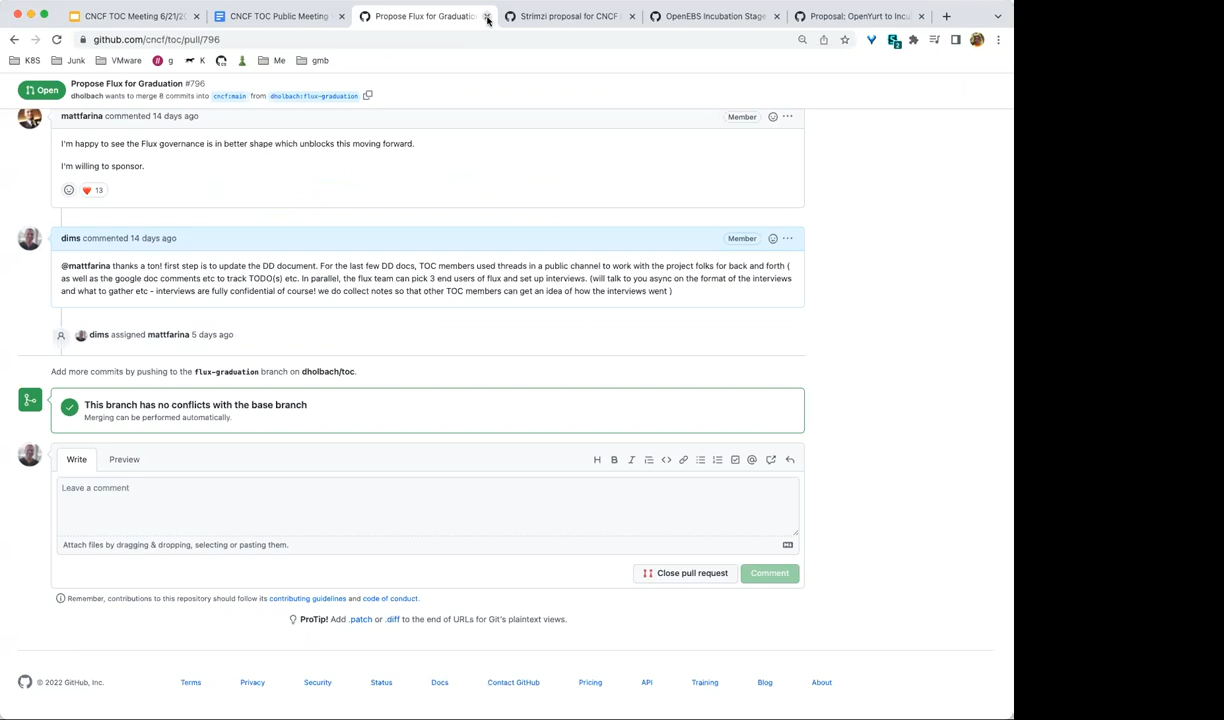 CNCF TOC Meeting 6/21/2
CNCF TOC Public Meeting
Propose Flux for Graduation
Strimzi proposal for CNCF
OpenEBS Incubation Stage
Proposal: OpenYurt to Incu
github.com/cncf/toc/pull/796
K8S
Junk
VMware
g
K
Me
gmb
Open
Propose Flux for Graduation #796
dholbach wants to merge 8 commits into cncf:main from dholbach:flux-graduation
mattfarina commented 14 days ago
Member
I'm happy to see the Flux governance is in better shape which unblocks this moving forward.
I'm willing to sponsor.
13
dims commented 14 days ago
Member
@mattfarina thanks a ton! first step is to update the DD document. For the last few DD docs, TOC members used threads in a public channel to work with the project folks for back and forth (
as well as the google doc comments etc to track TODO(s) etc. In parallel, the flux team can pick 3 end users of flux and set up interviews. (will talk to you async on the format of the interviews
and what to gather etc - interviews are fully confidential of course! we do collect notes so that other TOC members can get an idea of how the interviews went )
dims assigned mattfarina 5 days ago
Add more commits by pushing to the flux-graduation branch on dholbach/toc.
This branch has no conflicts with the base branch
Merging can be performed automatically.
Write
Preview
Leave a comment
Attach files by dragging & dropping, selecting or pasting them.
Close pull request
Comment
Remember, contributions to this repository should follow its contributing guidelines and code of conduct.
ProTip! Add .patch or .diff to the end of URLs for Git's plaintext views.
© 2022 GitHub, Inc.
Terms
Privacy
Security
Status
Docs
Contact GitHub
Pricing
API
Training
Blog
About